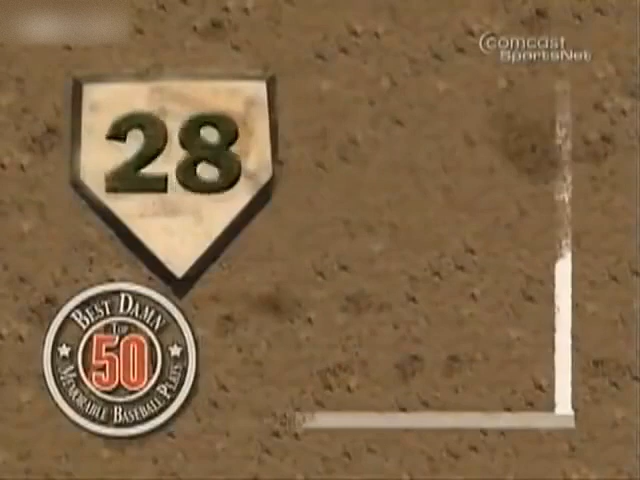 comcast
SportsNet
28
BEST DAMN
TOP
50
MEMORABLE BASEBALL PLAYS